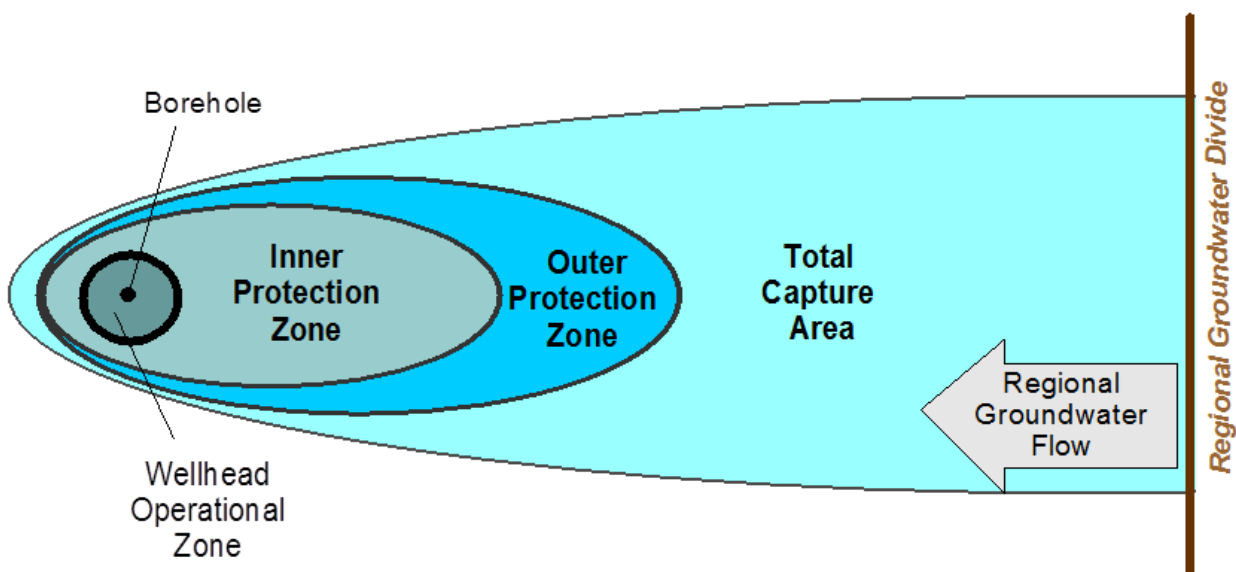 Borehole
Inner
Protection
Zone
Outer
Protection
Zone
Total
Capture
Area
Regional
Groundwater
Flow
Regional Groundwater Divide
Wellhead
Operational
Zone